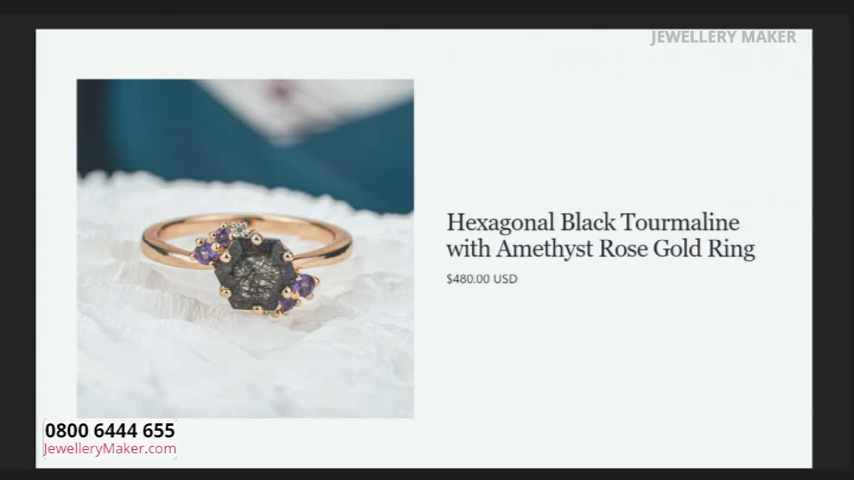 JEWELLERY MAKER
Hexagonal Black Tourmaline
with Amethyst Rose Gold Ring
$480.00 USD
0800 6444 655
JewelleryMaker.com